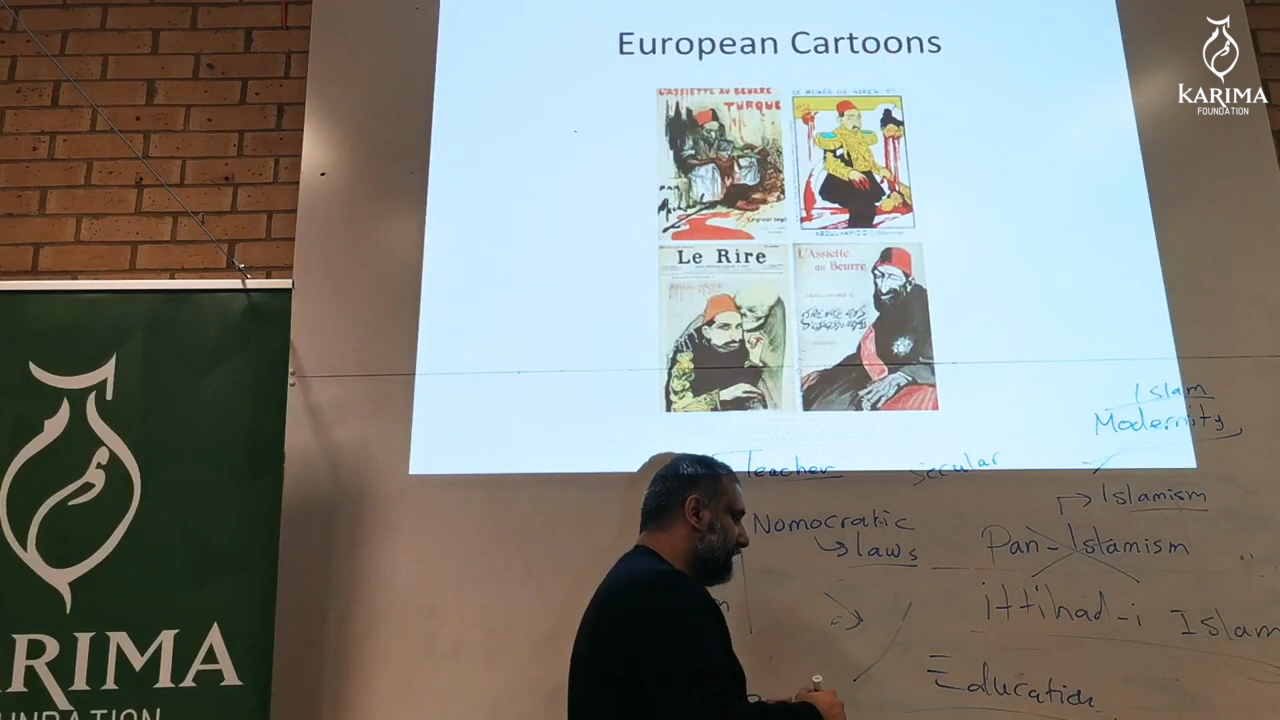 European Cartoons
KARIMA
FOUNDATION
L'ASSIETTE AU BEURRE
TURQUE
Le Rire
L'Assiette
au Beurre
Islam
Modernity
Teacher
secular
Islamism
Nomocratic
laws
Pan-Islamism
ittihad-i Islam
Education
ARIMA
UNDATION